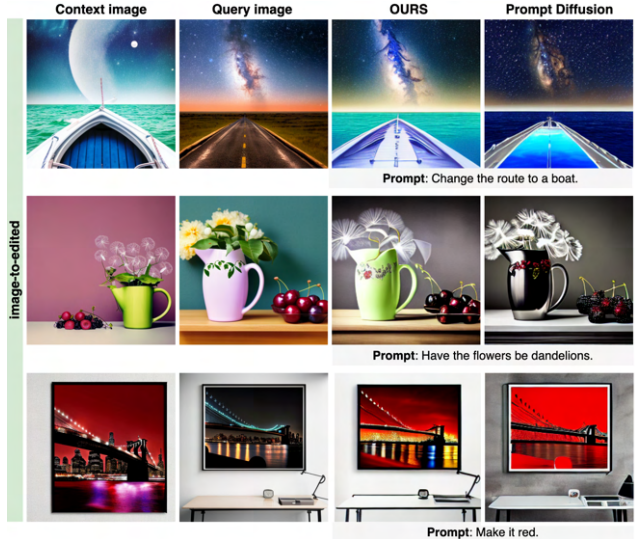 Context image Query image OURS Prompt Diffusion
image-to-edited
Prompt: Change the route to a boat.
Prompt: Have the flowers be dandelions.
Prompt: Make it red.